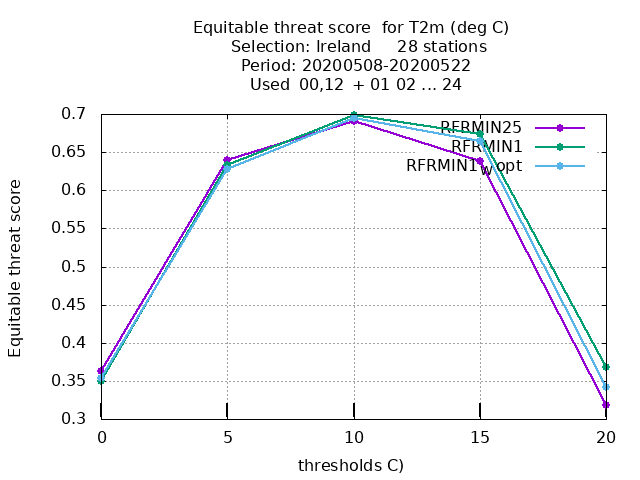 Equitable threat score  for T2m (deg C)
Selection: Ireland     28 stations
Period: 20200508-20200522
Used  00,12  + 01 02 ... 24
0.7
0.65
0.6
0.55
0.5
0.45
0.4
0.35
0.3
Equitable threat score
RFRMIN25
RFRMIN1
RFRMIN1wopt
0 5 10 15 20
thresholds C)